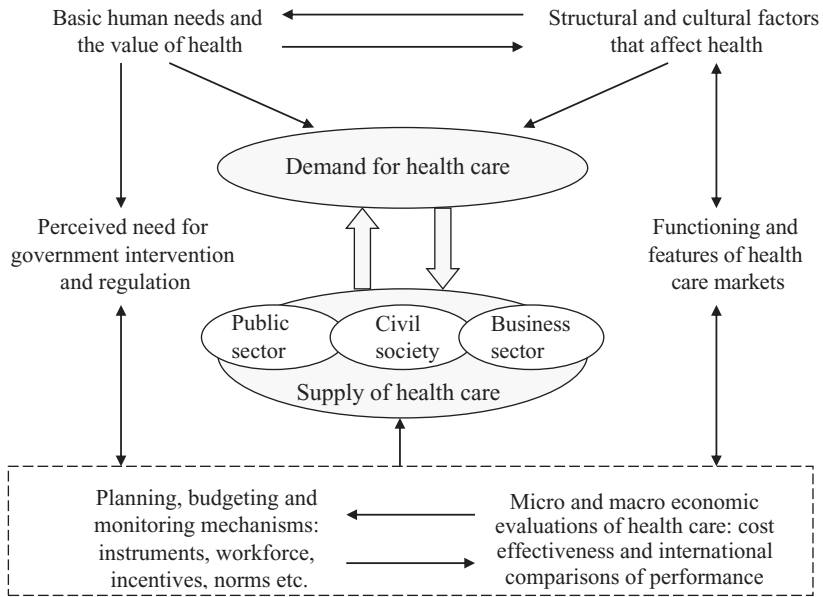 Basic human needs and
the value of health
Structural and cultural factors
that affect health
Demand for health care
Perceived need for
government intervention
and regulation
Functioning and
features of health
care markets
Public
sector
Civil
society
Business
sector
Supply of health care
Planning, budgeting and
monitoring mechanisms:
instruments, workforce,
incentives, norms etc.
Micro and macro economic
evaluations of health care: cost
effectiveness and international
comparisons of performance